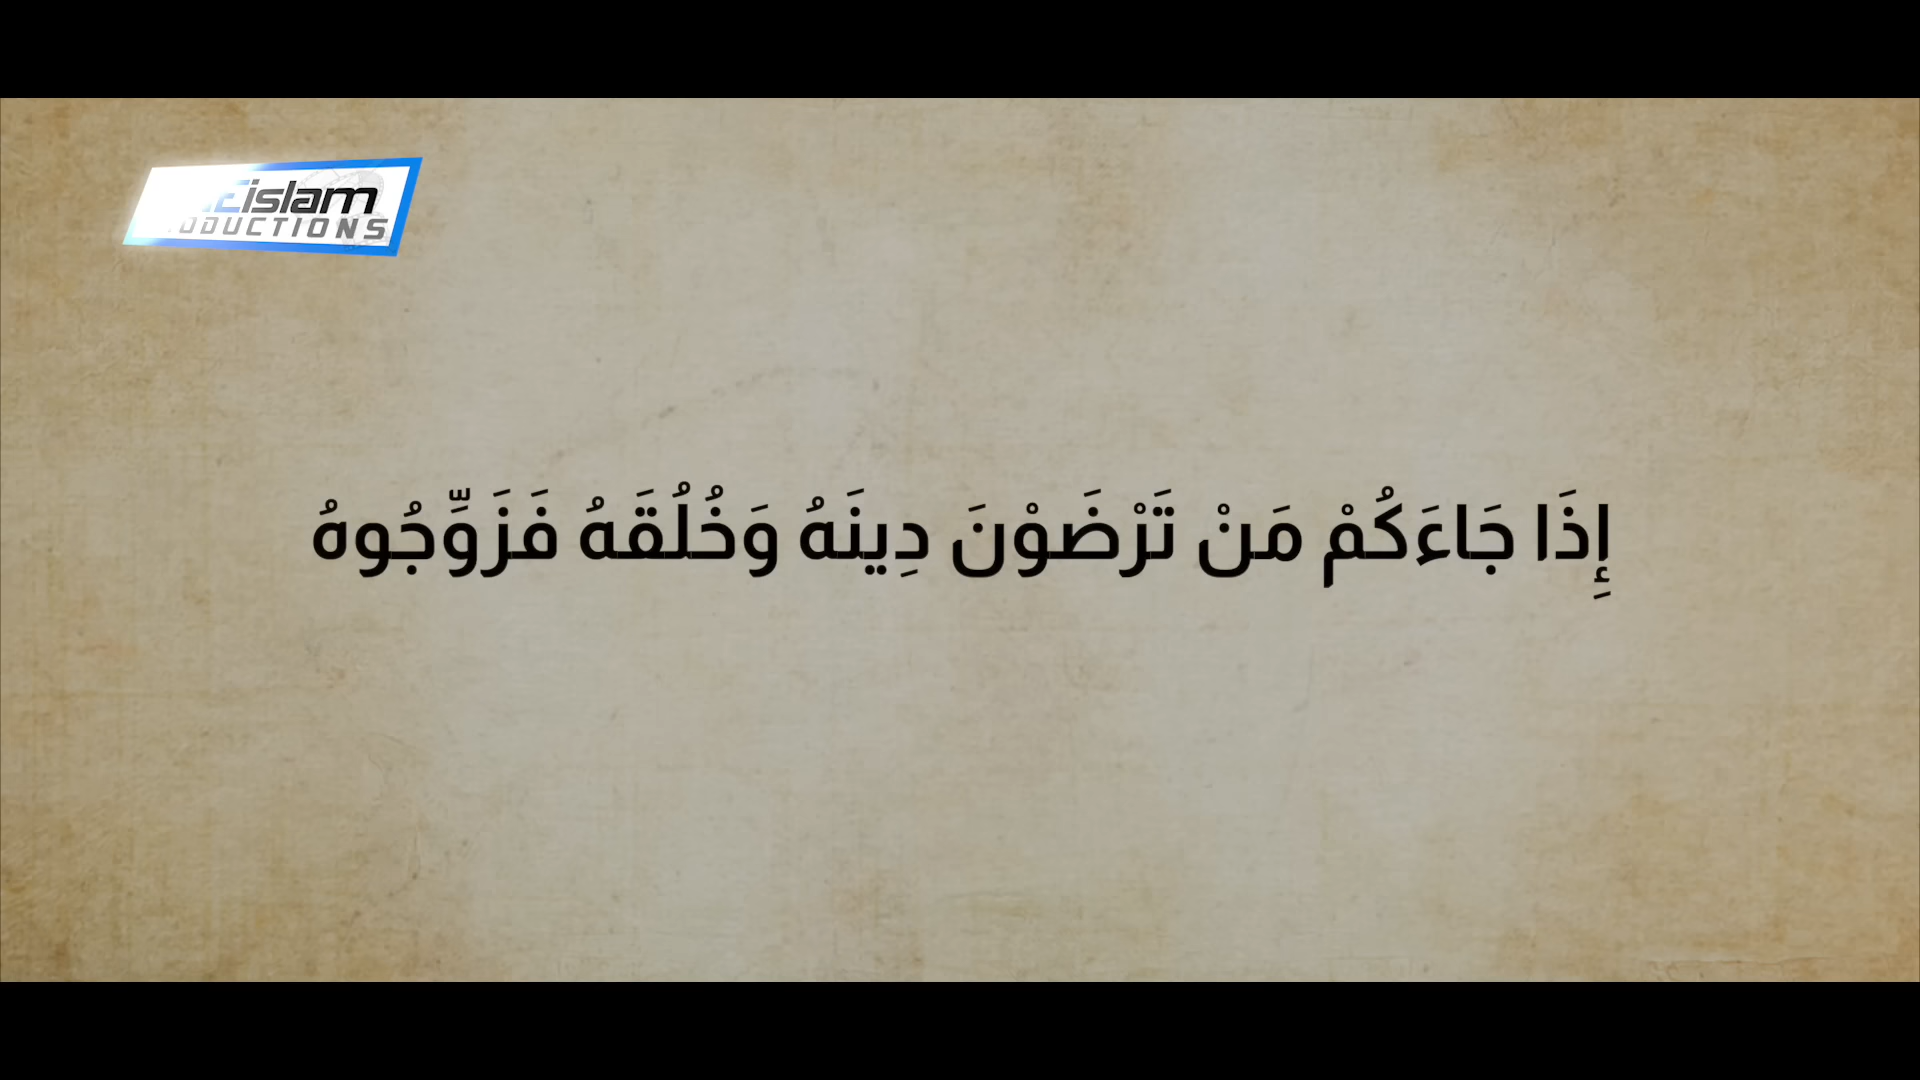 islam
إِذَا جَاءَكُمْ مَنْ تَرْضَوْنَ دِينَهُ وَخُلُقَهُ فَزَوِّجُوهُ